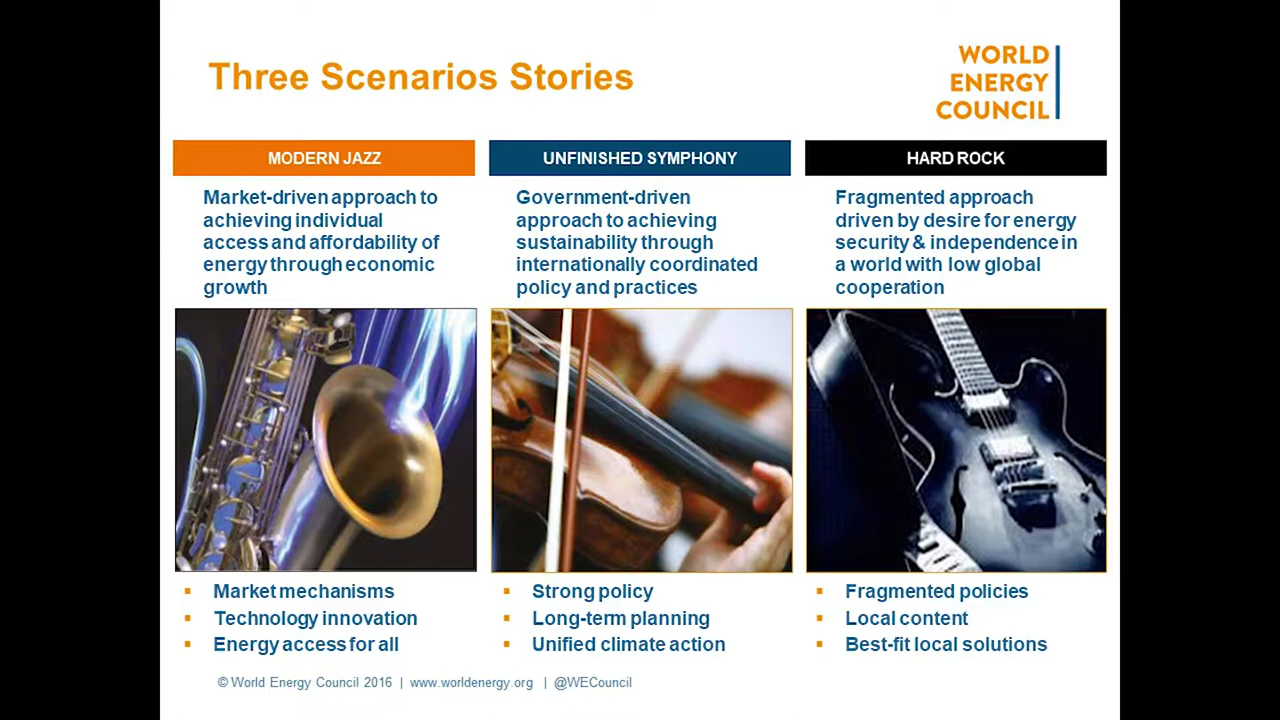 Three Scenarios Stories
WORLD
ENERGY
COUNCIL
MODERN JAZZ
Market-driven approach to
achieving individual
access and affordability of
energy through economic
growth
UNFINISHED SYMPHONY
Government-driven
approach to achieving
sustainability through
internationally coordinated
policy and practices
HARD ROCK
Fragmented approach
driven by desire for energy
security & independence in
a world with low global
cooperation
▪ Market mechanisms
▪ Technology innovation
▪ Energy access for all
▪ Strong policy
▪ Long-term planning
▪ Unified climate action
▪ Fragmented policies
▪ Local content
▪ Best-fit local solutions
© World Energy Council 2016 | www.worldenergy.org | @WECouncil